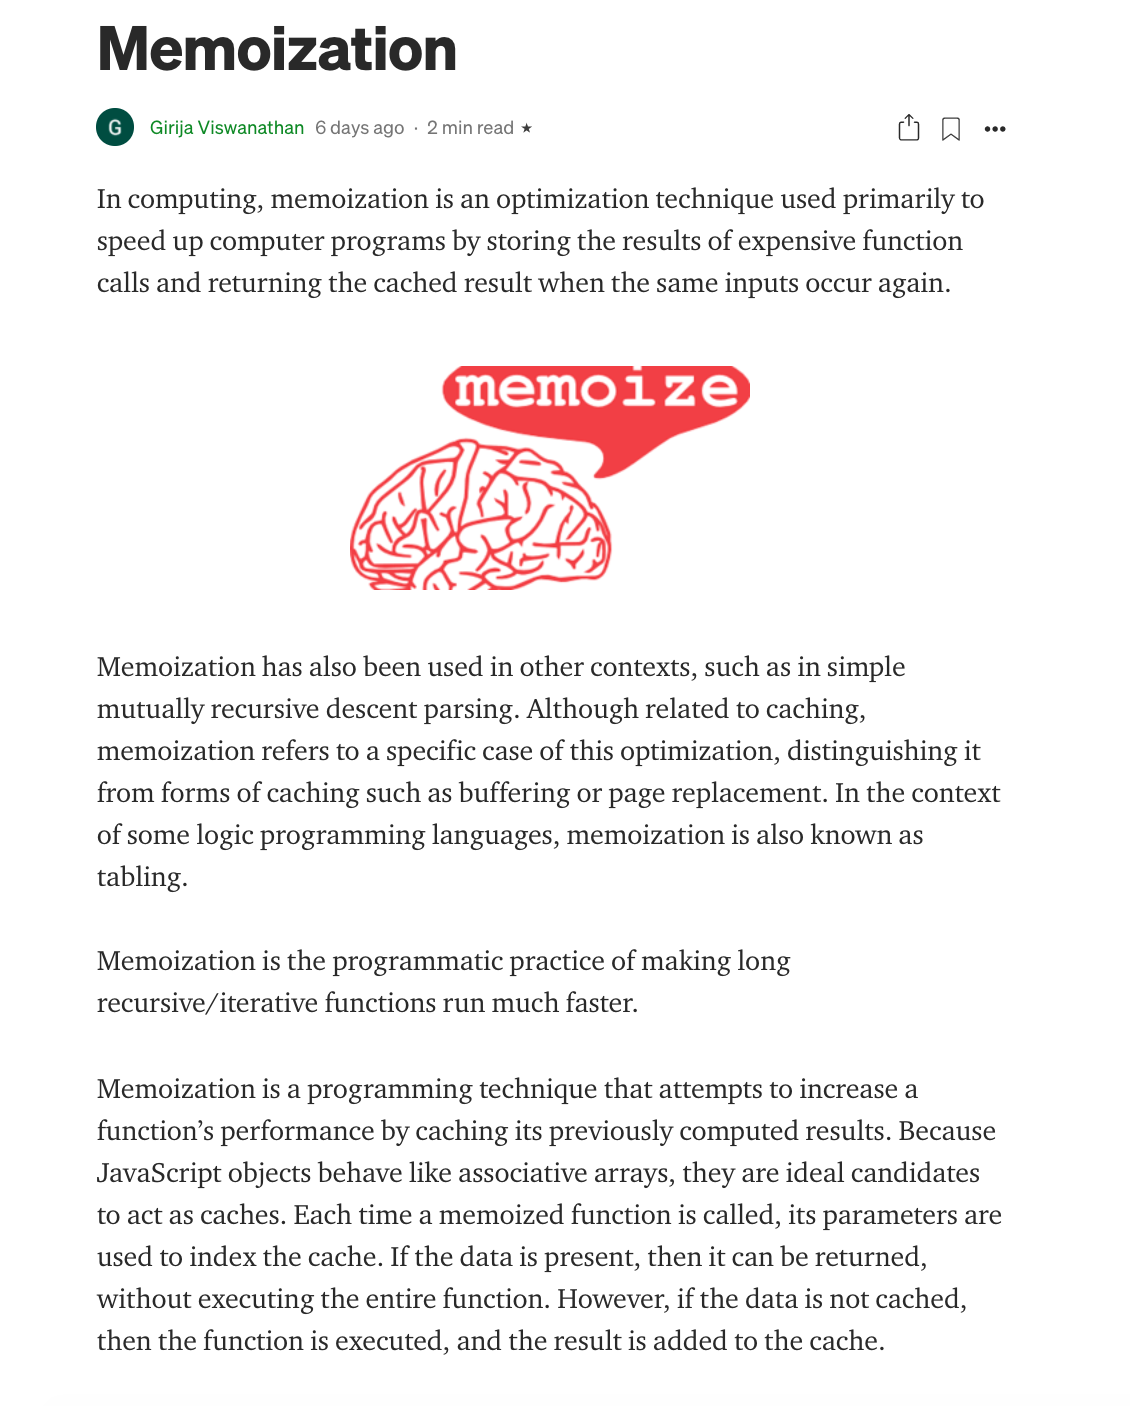 Memoization
G
Girija Viswanathan 6 days ago · 2 min read ★
In computing, memoization is an optimization technique used primarily to
speed up computer programs by storing the results of expensive function
calls and returning the cached result when the same inputs occur again.
memoize
Memoization has also been used in other contexts, such as in simple
mutually recursive descent parsing. Although related to caching,
memoization refers to a specific case of this optimization, distinguishing it
from forms of caching such as buffering or page replacement. In the context
of some logic programming languages, memoization is also known as
tabling.
Memoization is the programmatic practice of making long
recursive/iterative functions run much faster.
Memoization is a programming technique that attempts to increase a
function’s performance by caching its previously computed results. Because
JavaScript objects behave like associative arrays, they are ideal candidates
to act as caches. Each time a memoized function is called, its parameters are
used to index the cache. If the data is present, then it can be returned,
without executing the entire function. However, if the data is not cached,
then the function is executed, and the result is added to the cache.